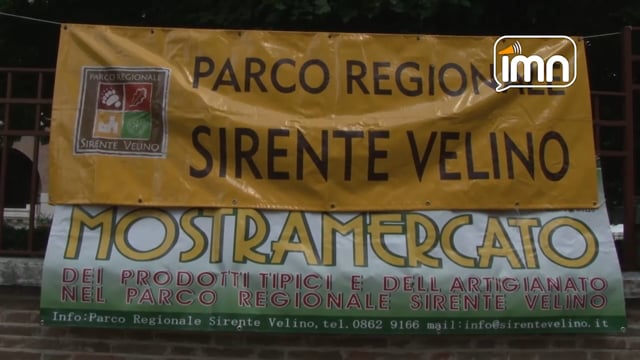 imn
PARCO REGIONALE
PARCO REGIONALE
SIRENTE VELINO
SIRENTE VELINO
MOSTRAMERCATO
DEI PRODOTTI TIPICI E DELL'ARTIGIANATO
NEL PARCO REGIONALE SIRENTE VELINO
Info:Parco Regionale Sirente Velino,tel.0862 9166 mail:info@sirentevelino.it